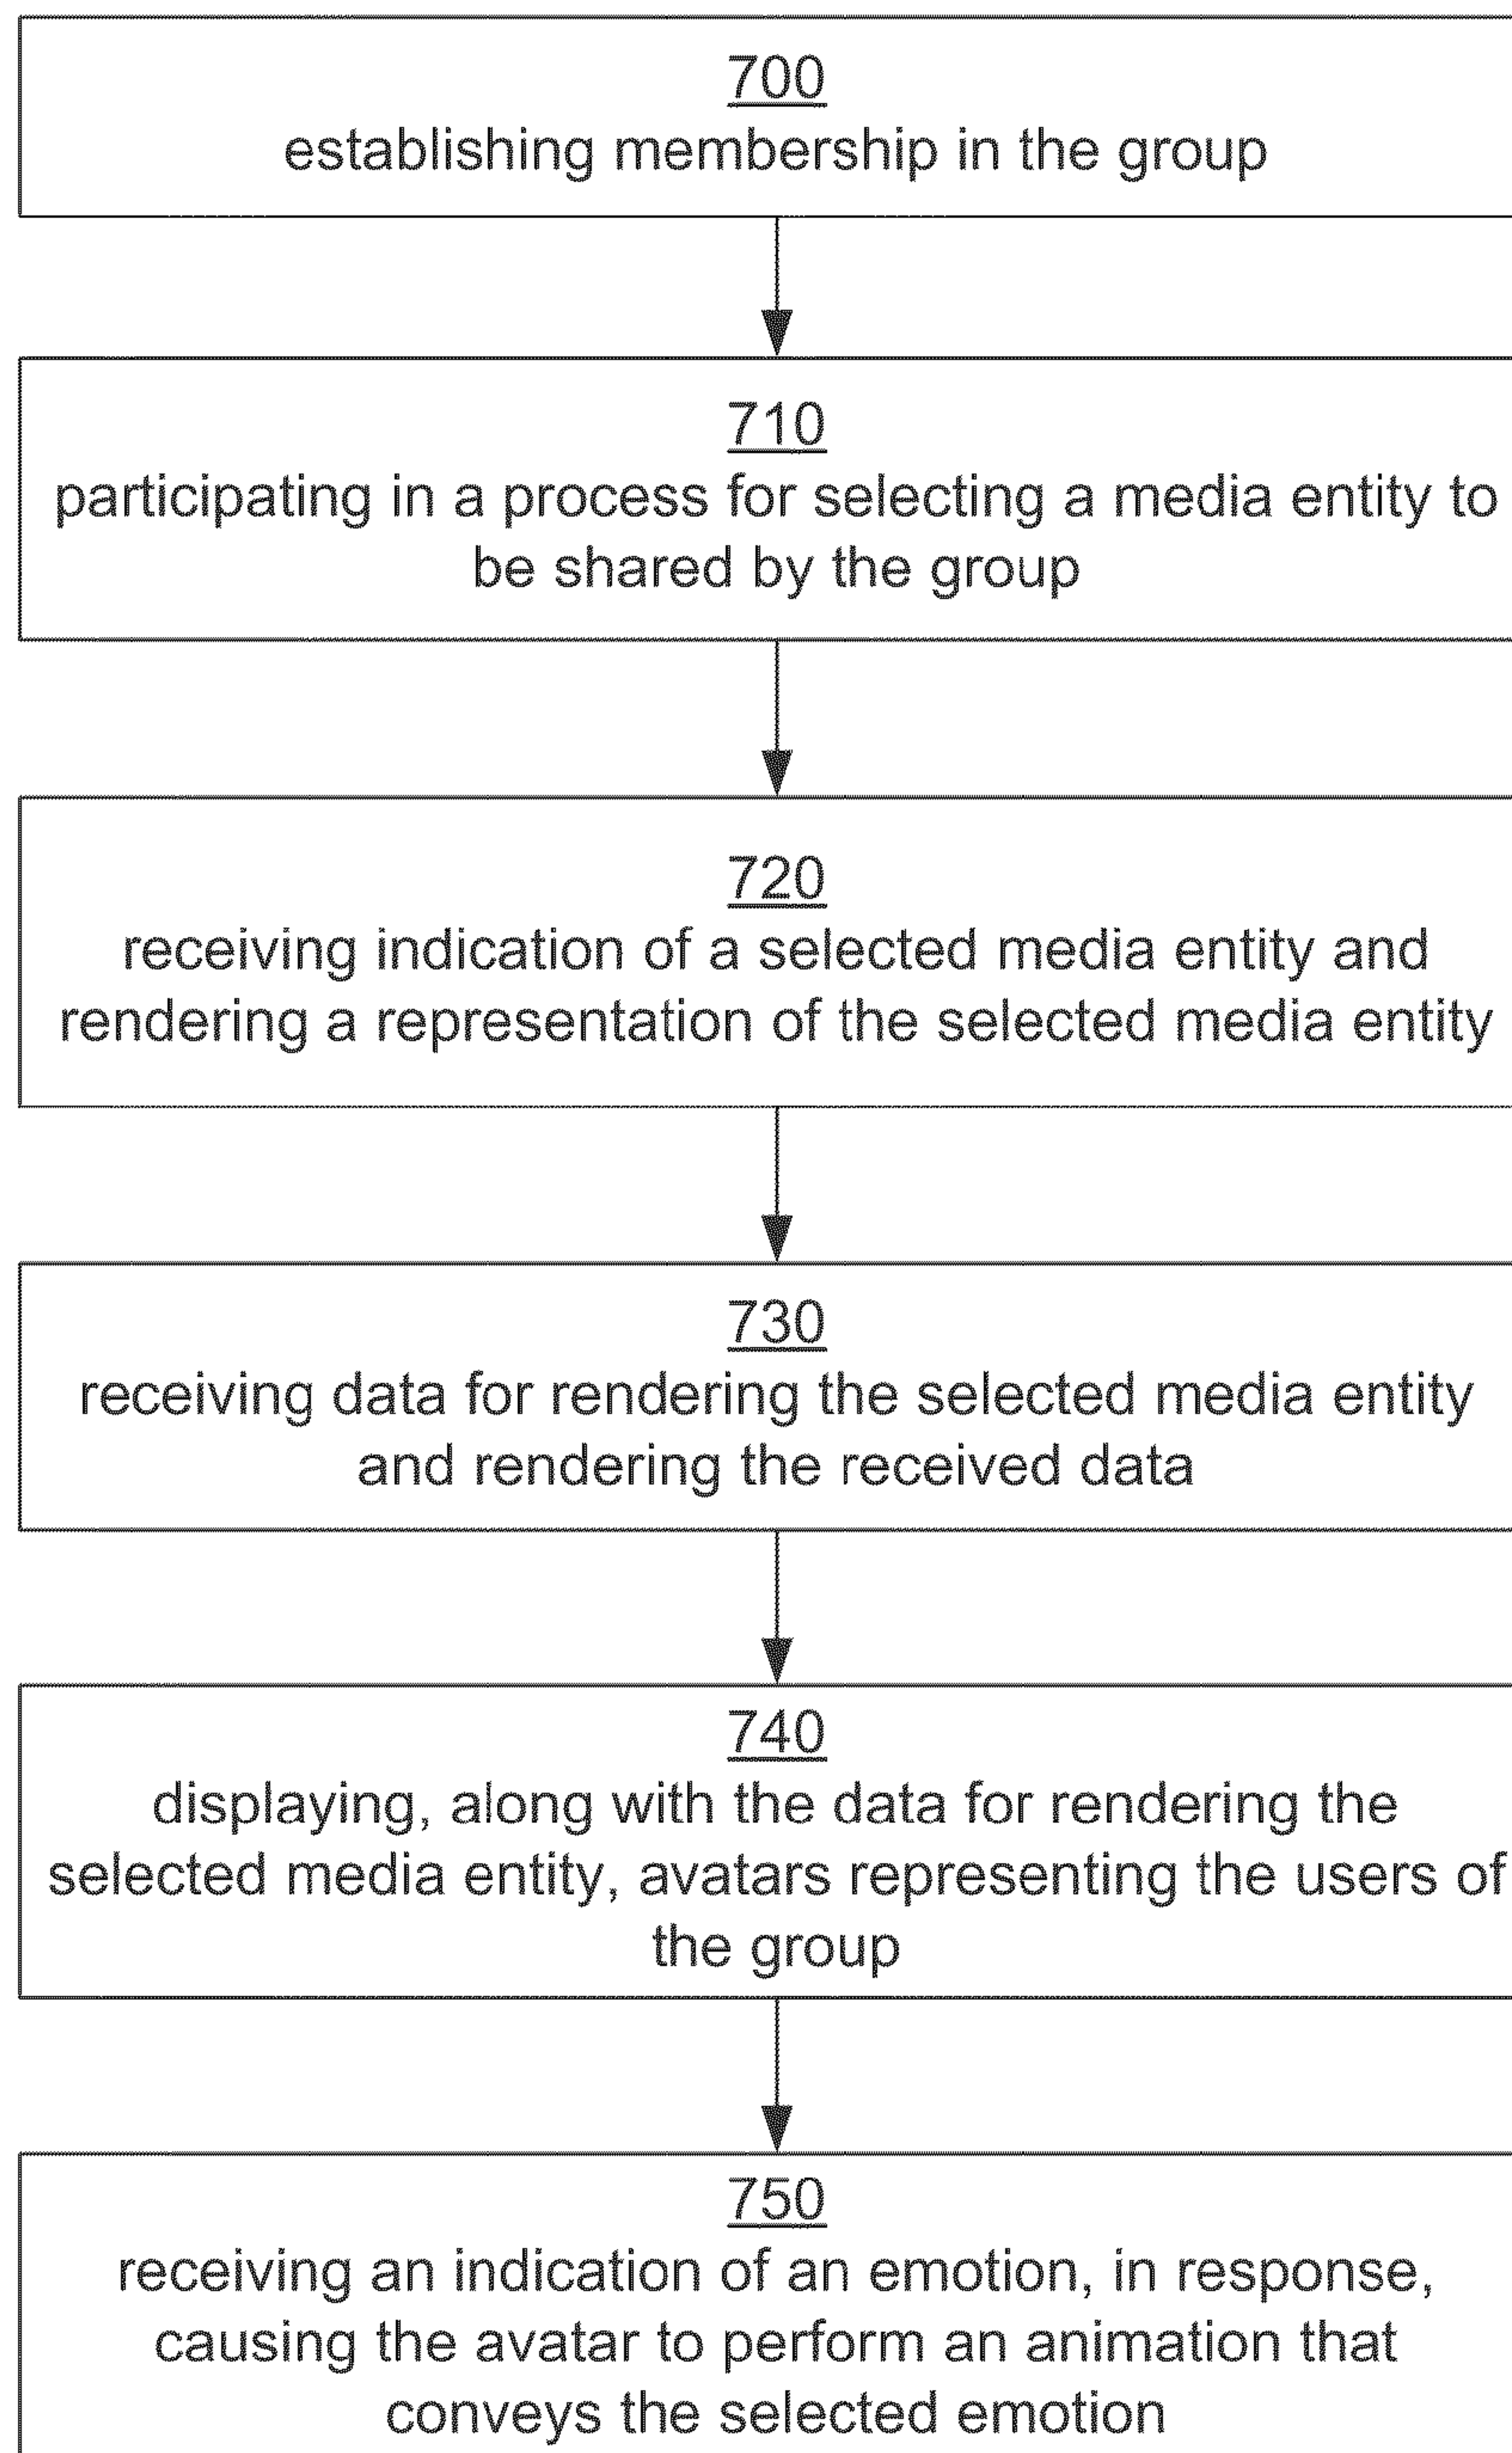 700
establishing membership in the group
710
participating in a process for selecting a media entity to
be shared by the group
720
receiving indication of a selected media entity and
rendering a representation of the selected media entity
730
receiving data for rendering the selected media entity
and rendering the received data
740
displaying, along with the data for rendering the
selected media entity, avatars representing the users of
the group
750
receiving an indication of an emotion, in response,
causing the avatar to perform an animation that
conveys the selected emotion